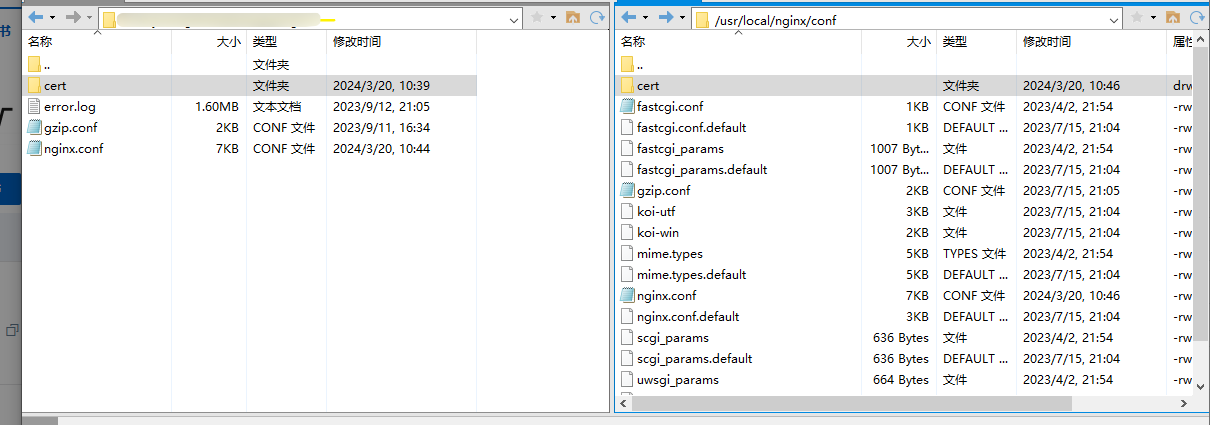 书
名称 大小 类型 修改时间
.. 文件夹
cert 文件夹 2024/3/20, 10:39
error.log 1.60MB 文本文档 2023/9/12, 21:05
gzip.conf 2KB CONF 文件 2023/9/11, 16:34
nginx.conf 7KB CONF 文件 2024/3/20, 10:44
/usr/local/nginx/conf
名称 大小 类型 修改时间 属性
..
cert 文件夹 2024/3/20, 10:46 drw
fastcgi.conf 1KB CONF 文件 2023/4/2, 21:54 -rw
fastcgi.conf.default 1KB DEFAULT ... 2023/7/15, 21:04 -rw
fastcgi_params 1007 Byt... 文件 2023/4/2, 21:54 -rw
fastcgi_params.default 1007 Byt... DEFAULT ... 2023/7/15, 21:04 -rw
gzip.conf 2KB CONF 文件 2023/7/15, 21:05 -rw
koi-utf 3KB 文件 2023/7/15, 21:04 -rw
koi-win 2KB 文件 2023/7/15, 21:04 -rw
mime.types 5KB TYPES 文件 2023/4/2, 21:54 -rw
mime.types.default 5KB DEFAULT ... 2023/7/15, 21:04 -rw
nginx.conf 7KB CONF 文件 2024/3/20, 10:46 -rw
nginx.conf.default 3KB DEFAULT ... 2023/7/15, 21:04 -rw
scgi_params 636 Bytes 文件 2023/4/2, 21:54 -rw
scgi_params.default 636 Bytes DEFAULT ... 2023/7/15, 21:04 -rw
uwsgi_params 664 Bytes 文件 2023/4/2, 21:54 -rw